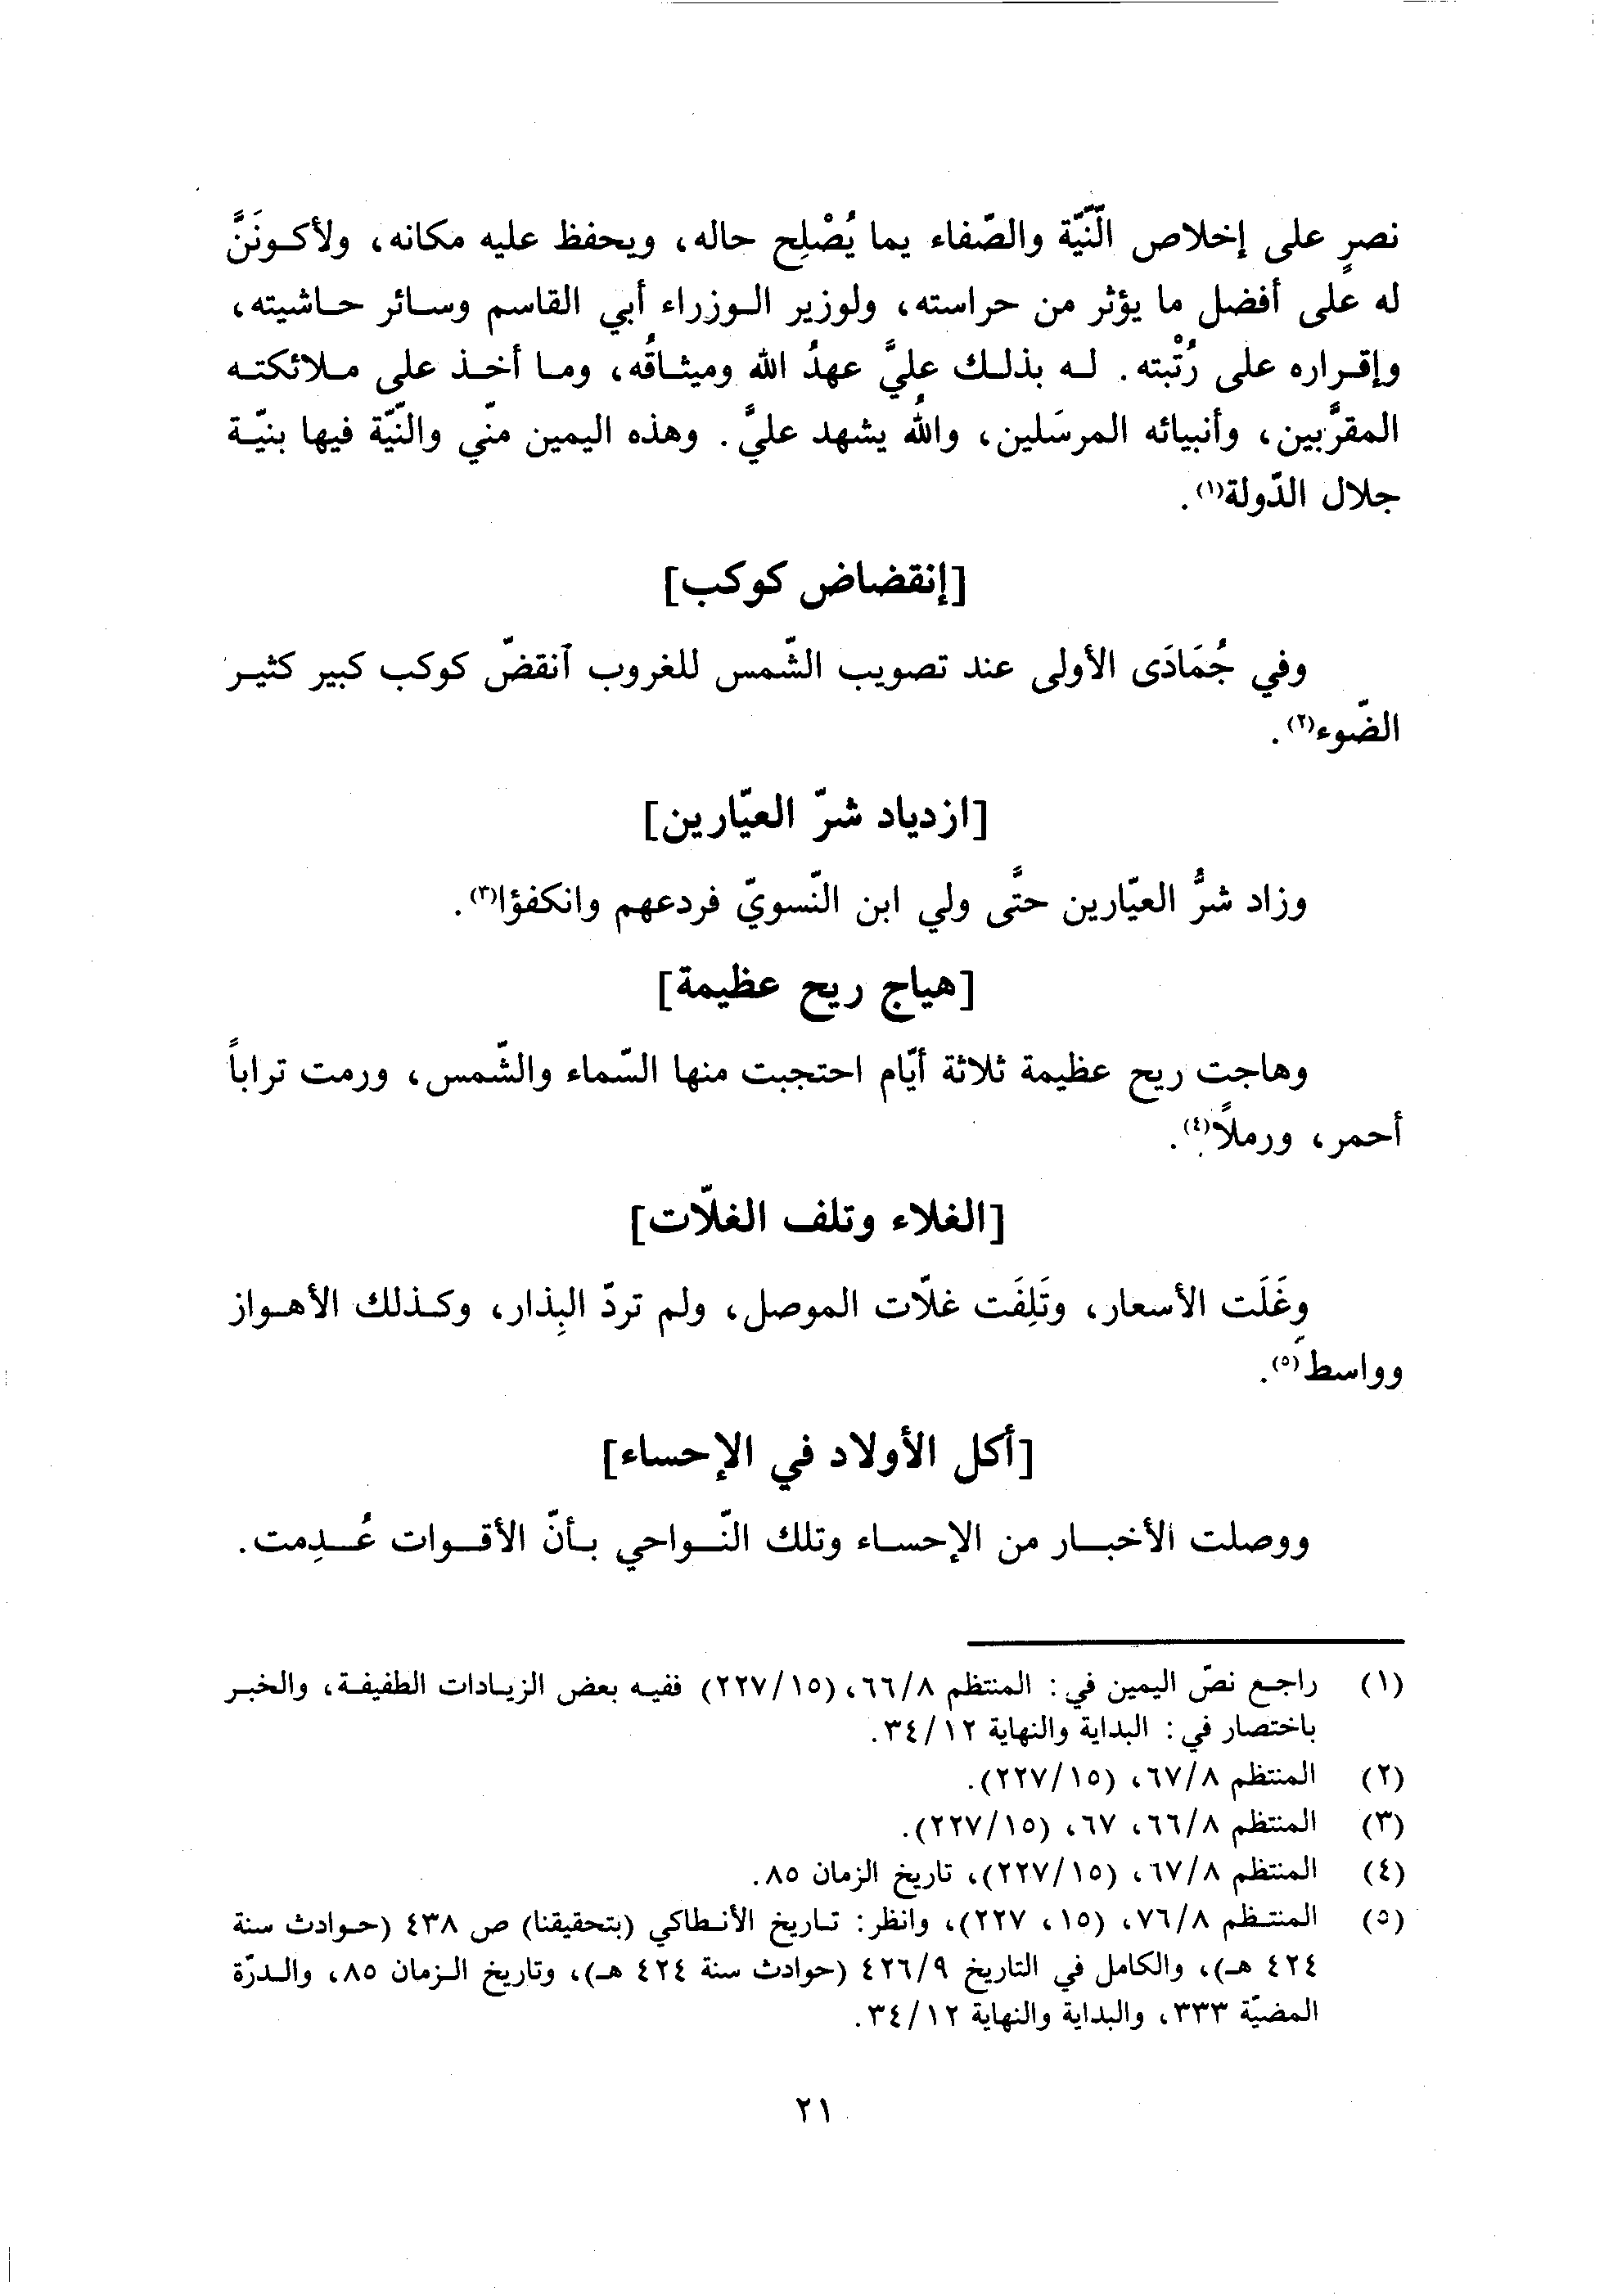 نصرٍ على إخلاص النّيّة والصّفاء بما يُصْلِح حاله، ويحفظ عليه مكانه، ولأكونَنَّ
له على أفضل ما يؤثر من حراسته، ولوزير الوزراء أبي القاسم وسائر حاشيته،
وإقراره على رُتْبته. له بذلك عليَّ عهدُ الله وميثاقُه، وما أخذ على ملائكته
المقرَّبين، وأنبيائه المرسَلين، واللهُ يشهد عليَّ. وهذه اليمين منّي والنّيّة فيها بنيّة
جلال الدّولة(١).
[إنقضاض كوكب]
وفي جُمَادَى الأولى عند تصويب الشّمس للغروب آنقضّ كوكب كبير كثير
الضّوء(٢).
[ازدياد شرّ العيّارين]
وزاد شرُّ العيّارين حتَّى ولي ابن النّسويّ فردعهم وانكفؤا(٣).
[هياج ريح عظيمة]
وهاجت ريح عظيمة ثلاثة أيّام احتجبت منها السّماء والشّمس، ورمت تراباً
أحمر، ورملاً(٤).
[الغلاء وتلف الغلّات]
وغَلَت الأسعار، وتَلِفَت غلّات الموصل، ولم تردّ البِذار، وكذلك الأهواز
وواسط(٥).
[أكل الأولاد في الإحساء]
ووصلت الأخبار من الإحساء وتلك النّواحي بأنّ الأقوات عُدِمت.
(١) راجع نصّ اليمين في: المنتظم ٦٦/٨، (٢٢٧/١٥) ففيه بعض الزيادات الطفيفة، والخبر
باختصار في: البداية والنهاية ٣٤/١٢.
(٢) المنتظم ٦٧/٨، (٢٢٧/١٥).
(٣) المنتظم ٦٦/٨، ٦٧، (٢٢٧/١٥).
(٤) المنتظم ٦٧/٨، (٢٢٧/١٥)، تاريخ الزمان ٨٥.
(٥) المنتظم ٧٦/٨، (١٥، ٢٢٧)، وانظر: تاريخ الأنطاكي (بتحقيقنا) ص ٤٣٨ (حوادث سنة
٤٢٤ هـ)، والكامل في التاريخ ٤٢٦/٩ (حوادث سنة ٤٢٤ هـ)، وتاريخ الزمان ٨٥، والدرّة
المضيّة ٣٣٣، والبداية والنهاية ٣٤/١٢.
٢١